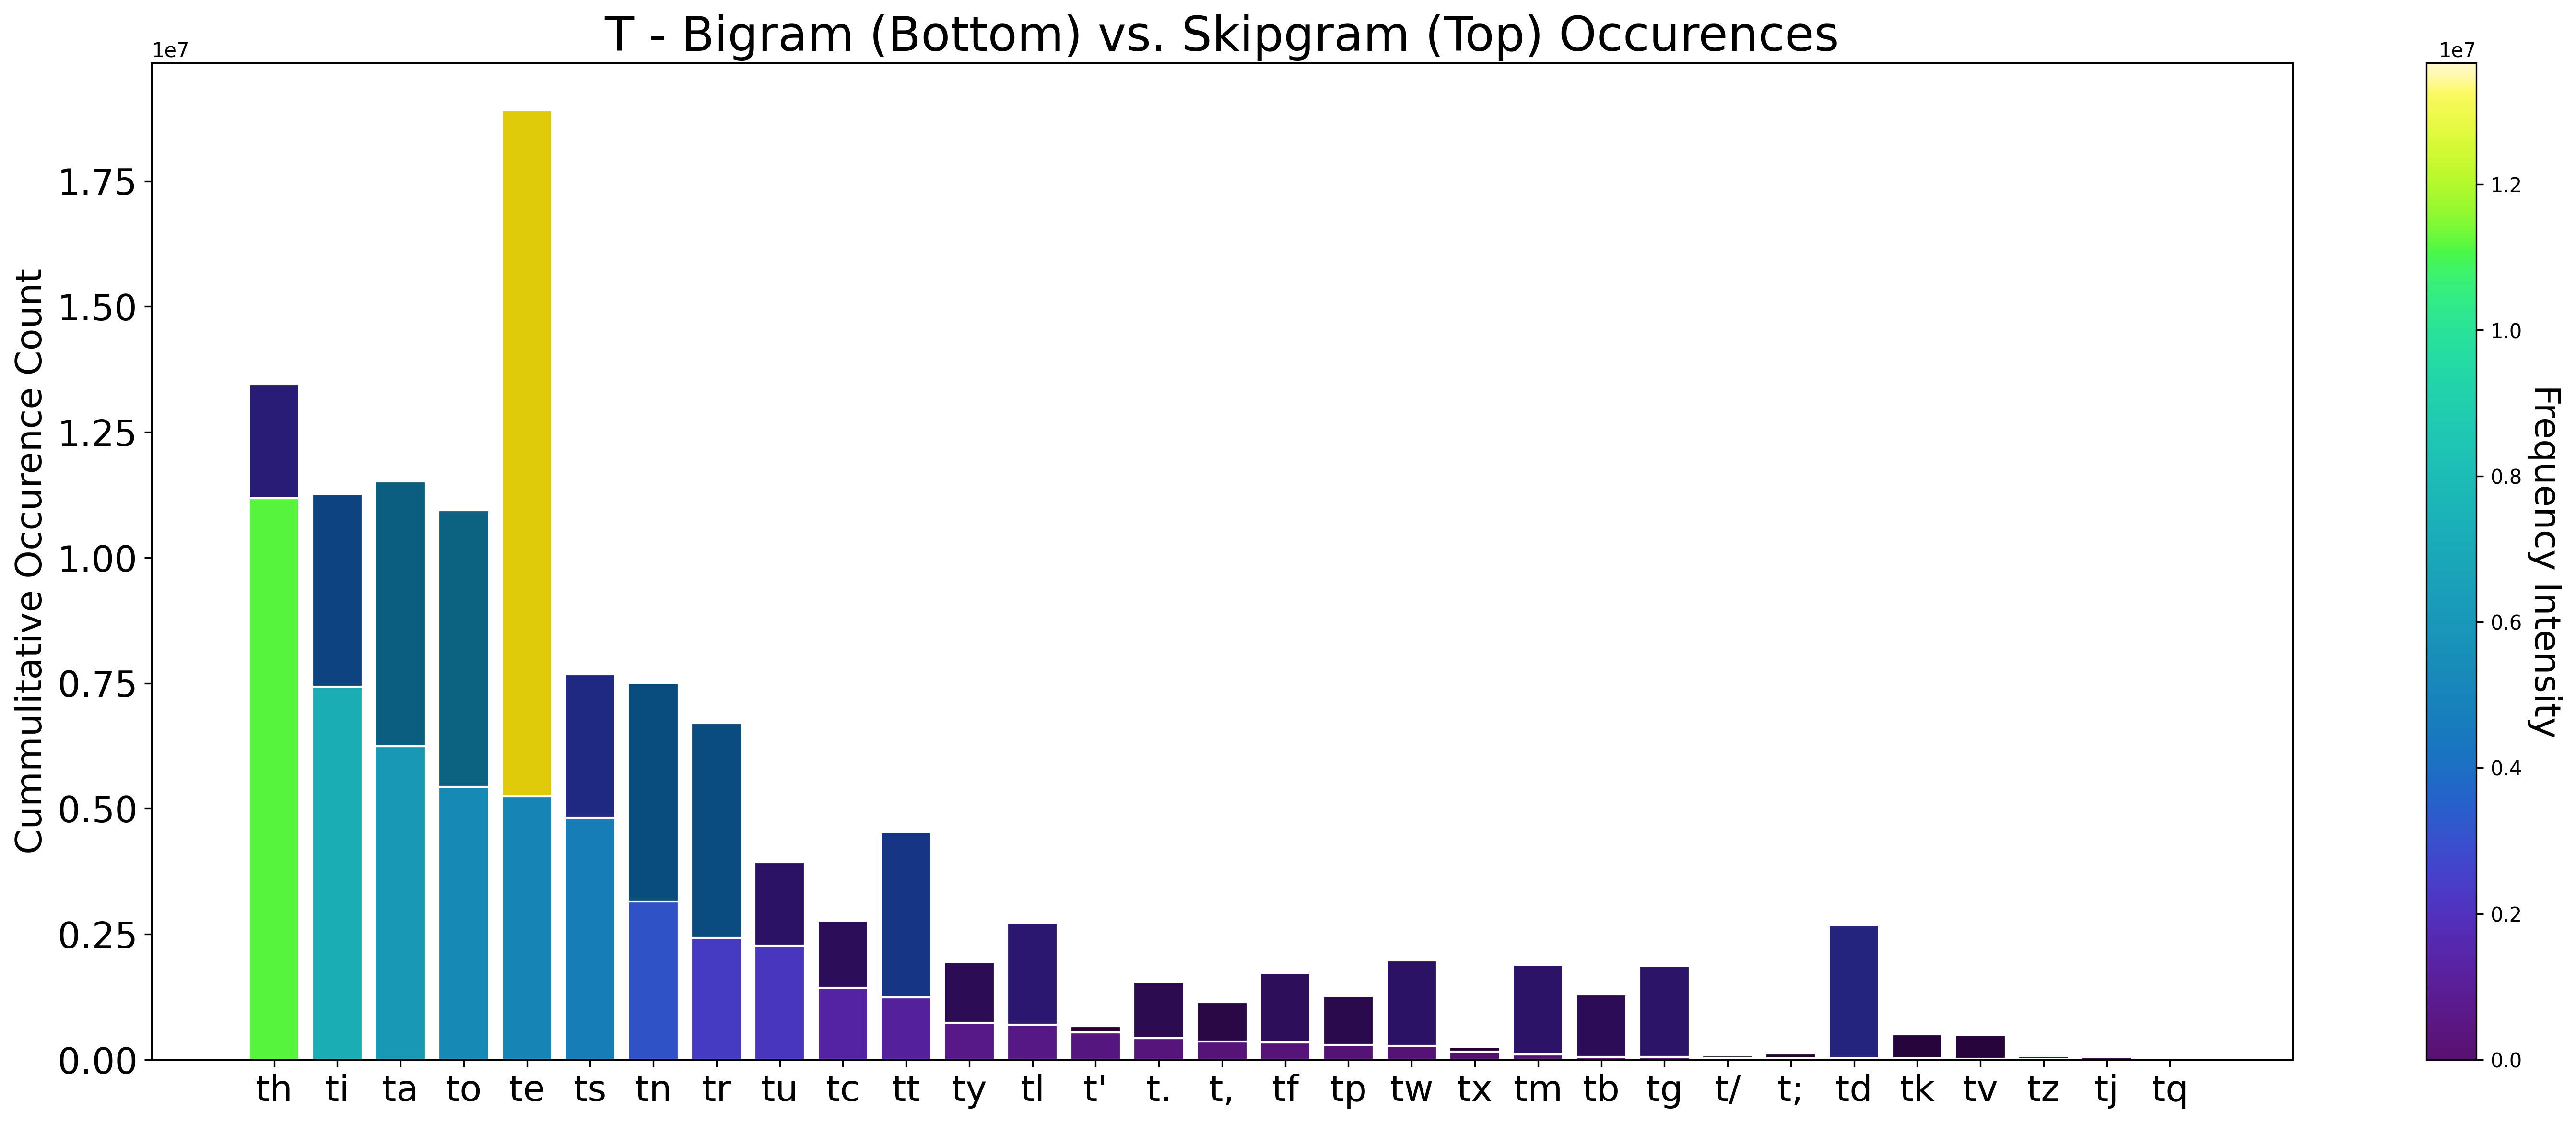 T - Bigram (Bottom) vs. Skipgram (Top) Occurences
1e7
1e7
Cummulitative Occurence Count
1.75
1.50
1.25
1.00
0.75
0.50
0.25
0.00
th ti ta to te ts tn tr tu tc tt ty tl t' t. t, tf tp tw tx tm tb tg t/ t; td tk tv tz tj tq
1.2
1.0
0.8
0.6
0.4
0.2
0.0
Frequency Intensity